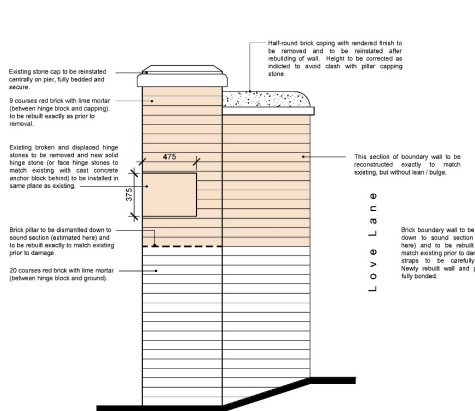 Half-round brick coping with rendered finish to
be removed and to be reinstated after
rebuilding of wall. Height to be corrected as
indicted to avoid clash with pillar capping
stone.
Existing stone cap to be reinstated
centrally on pier, fully bedded and
secure.
9 courses red brick with lime mortar
(between hinge block and capping).
to be rebuilt exactly as prior to
removal.
Existing broken and displaced hinge
stones to be removed and new solid
hinge stone (or face hinge stones to
match existing with cast concrete
anchor block behind) to be installed in
same place as existing.
475
375
This section of boundary wall to be
reconstructed exactly to match
existing, but without lean / bulge.
Love Lane
Brick pillar to be dismantled down to
sound section (estimated here) and
to be rebuilt exactly to match existing
prior to damage.
20 courses red brick with lime mortar
(between hinge block and ground).
Brick boundary wall to be
down to sound section
here) and to be rebuilt
match existing prior to
straps to be carefully
Newly rebuilt wall and
fully bonded.